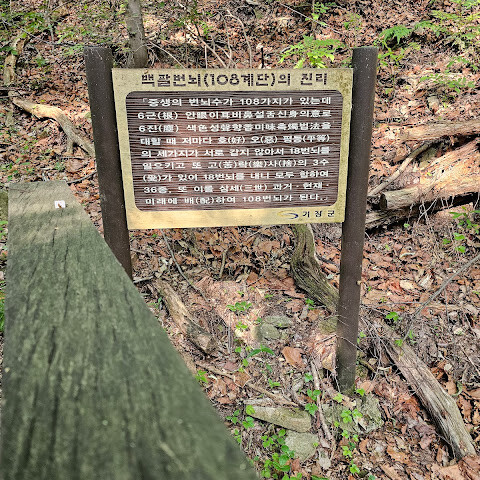 백팔번뇌(108계단)의 진리
「중생의 번뇌수가 108가지가 있는데
6근(根) 안眼이耳비鼻설舌신身의意로
6진(塵) 색色성聲향香미味촉觸법法을
대할 때 저마다 호(好)오(惡) 평등(平等)
의 세가지가 서로 같지 않아서 18번뇌를
일으키고 또 고(苦)락(樂)사(捨)의 3수
(受)가 있어 18번뇌를 내니 모두 합하여
36종, 또 이를 삼세(三世) 과거·현재
미래에 배(配)하여 108번뇌가 된다.」
기장군